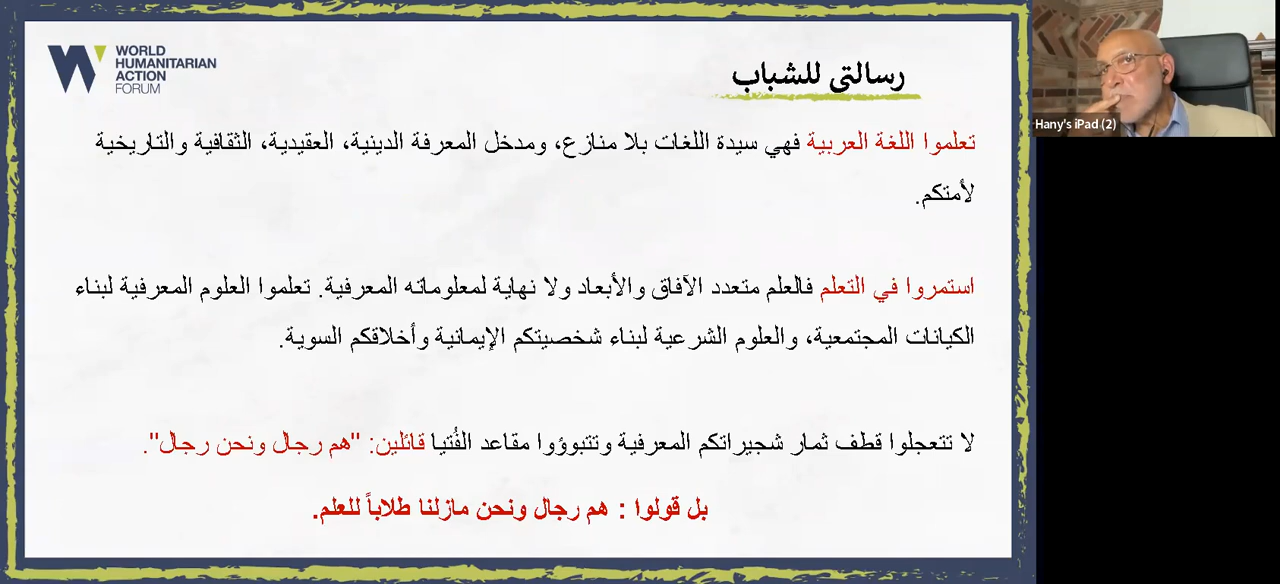 WORLD
HUMANITARIAN
ACTION
FORUM
رسالتي للشباب
تعلموا اللغة العربية فهي سيدة اللغات بلا منازع، ومدخل المعرفة الدينية، العقيدية، الثقافية والتاريخية
لأمتكم.
استمروا في التعلم فالعلم متعدد الآفاق والأبعاد ولا نهاية لمعلوماته المعرفية. تعلموا العلوم المعرفية لبناء
الكيانات المجتمعية، والعلوم الشرعية لبناء شخصيتكم الإيمانية وأخلاقكم السوية.
لا تتعجلوا قطف ثمار شجيراتكم المعرفية وتتبوؤوا مقاعد الفُتيا قائلين: "هم رجال ونحن رجال".
بل قولوا : هم رجال ونحن مازلنا طلاباً للعلم.
Hany's iPad (2)